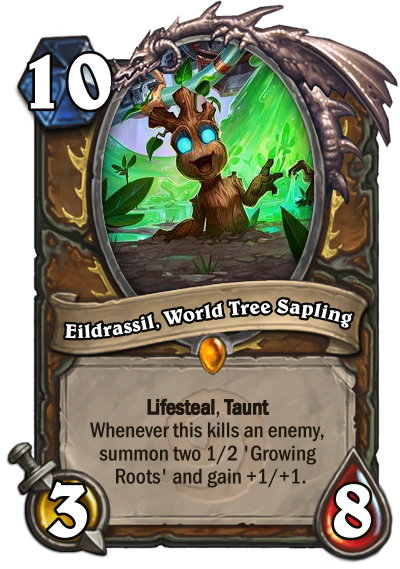 10
Eildrassil, World Tree Sapling
Lifesteal, Taunt
Whenever this kills an enemy,
summon two 1/2 'Growing
Roots' and gain +1/+1.
3
8